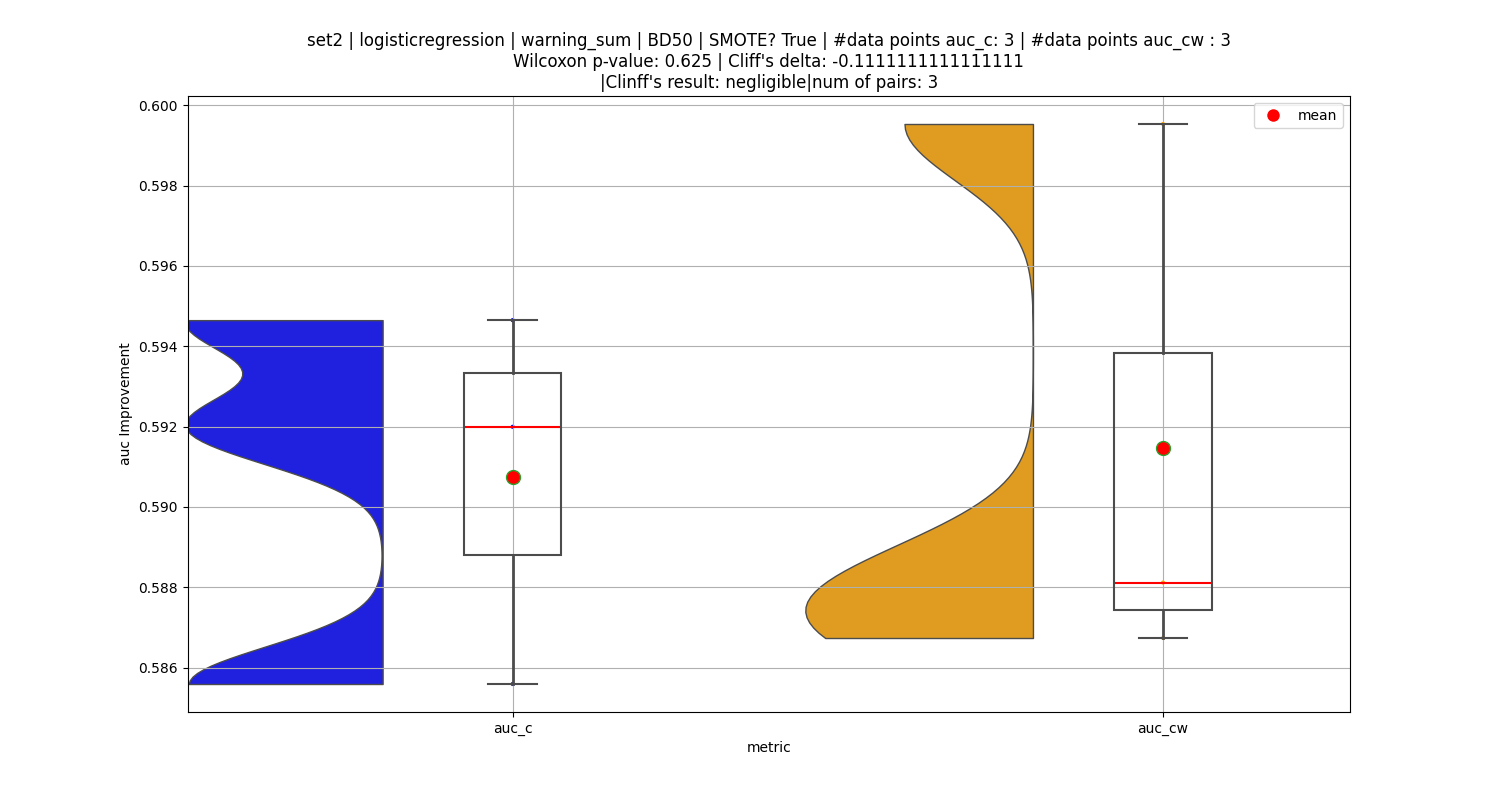 set2 | logisticregression | warning_sum | BD50 | SMOTE? True | #data points auc_c: 3 | #data points auc_cw : 3
Wilcoxon p-value: 0.625 | Cliff's delta: -0.1111111111111111
|Clinff's result: negligible|num of pairs: 3
mean
0.600
0.598
0.596
0.594
0.592
0.590
0.588
0.586
auc Improvement
auc_c
auc_cw
metric